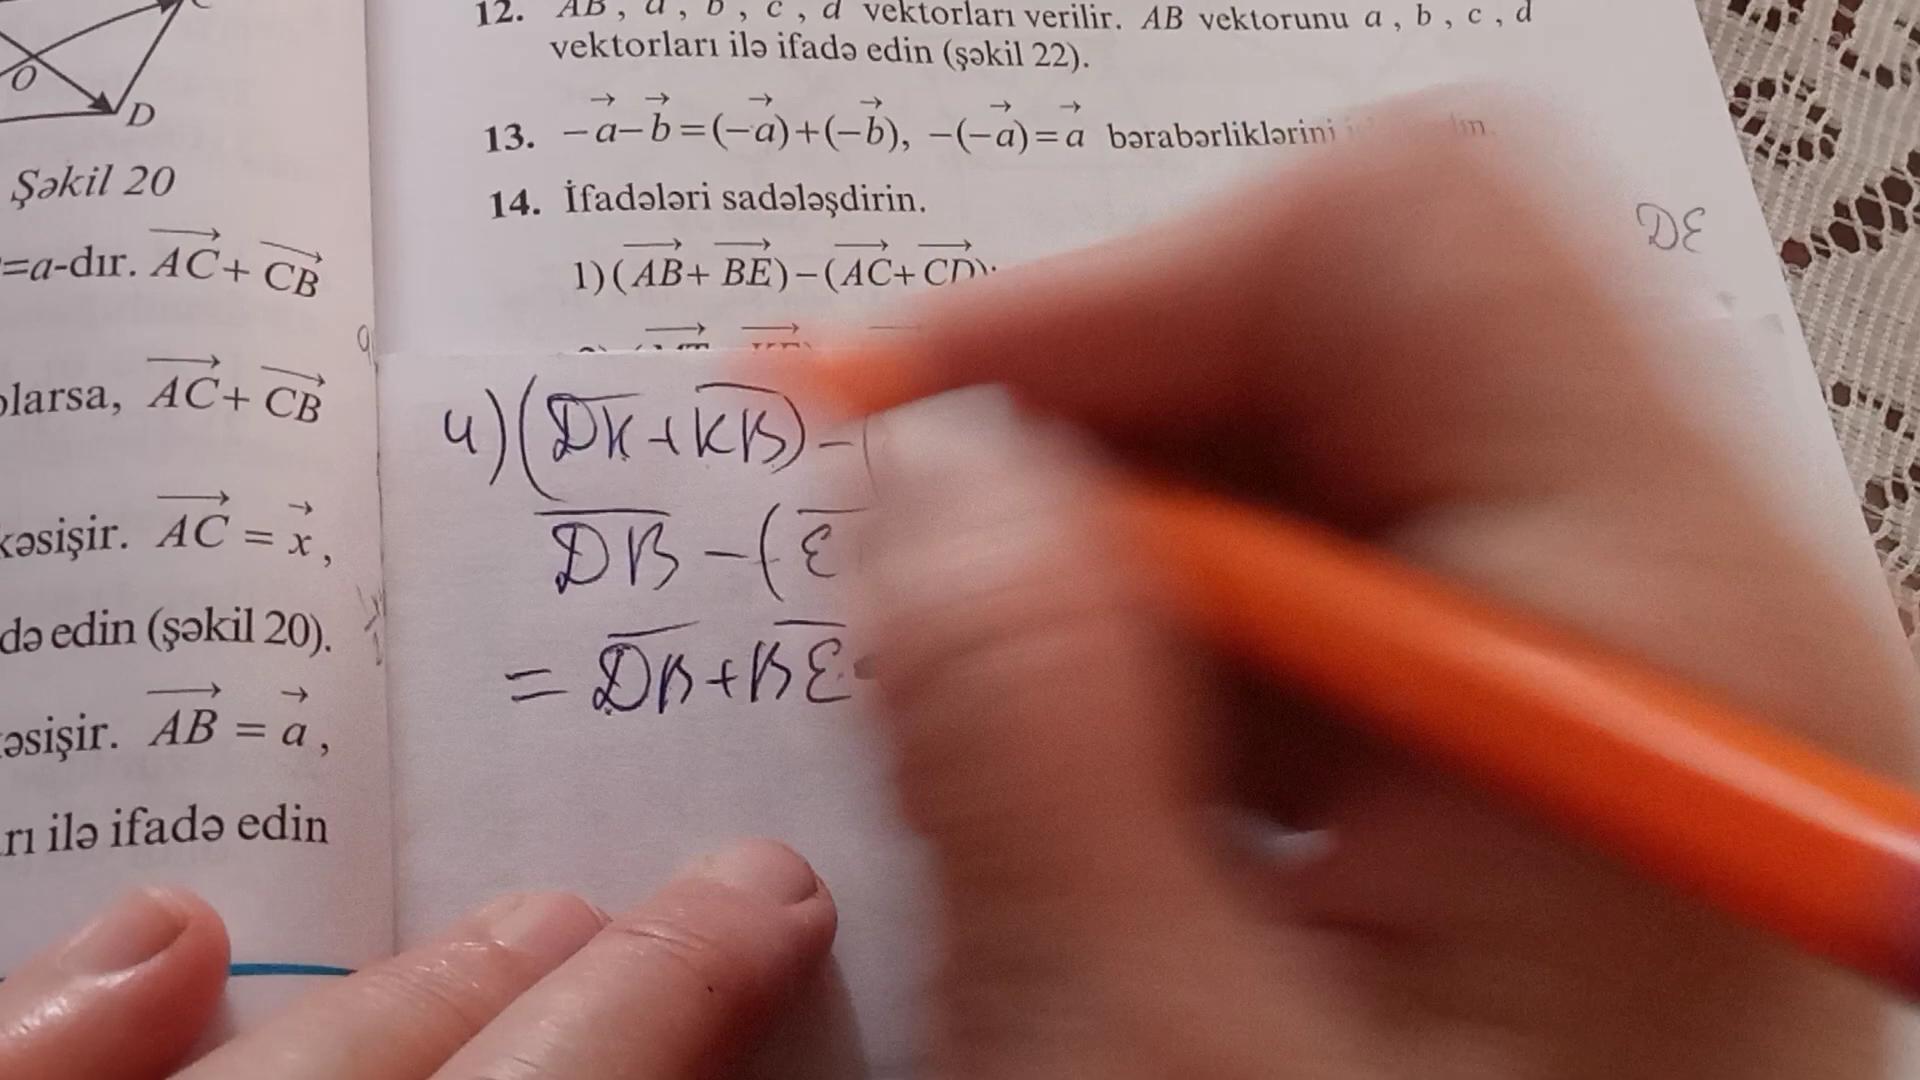 O
D
Şəkil 20
=a-dır. AC+ CB
olarsa, AC+ CB
kəsişir. AC = x,
də edin (şəkil 20).
əsişir. AB = a,
rı ilə ifadə edin
12. AB, a, b, c, d vektorları verilir. AB vektorunu a, b, c, d
vektorları ilə ifadə edin (şəkil 22).
13. −a−b=(−a)+(−b), −(−a)=a bərabərliklərini
14. İfadələri sadələşdirin.
1)(AB+ BE)−(AC+CD);
DE
4)(DK+KB)−(
DB−(E
=DB+BE